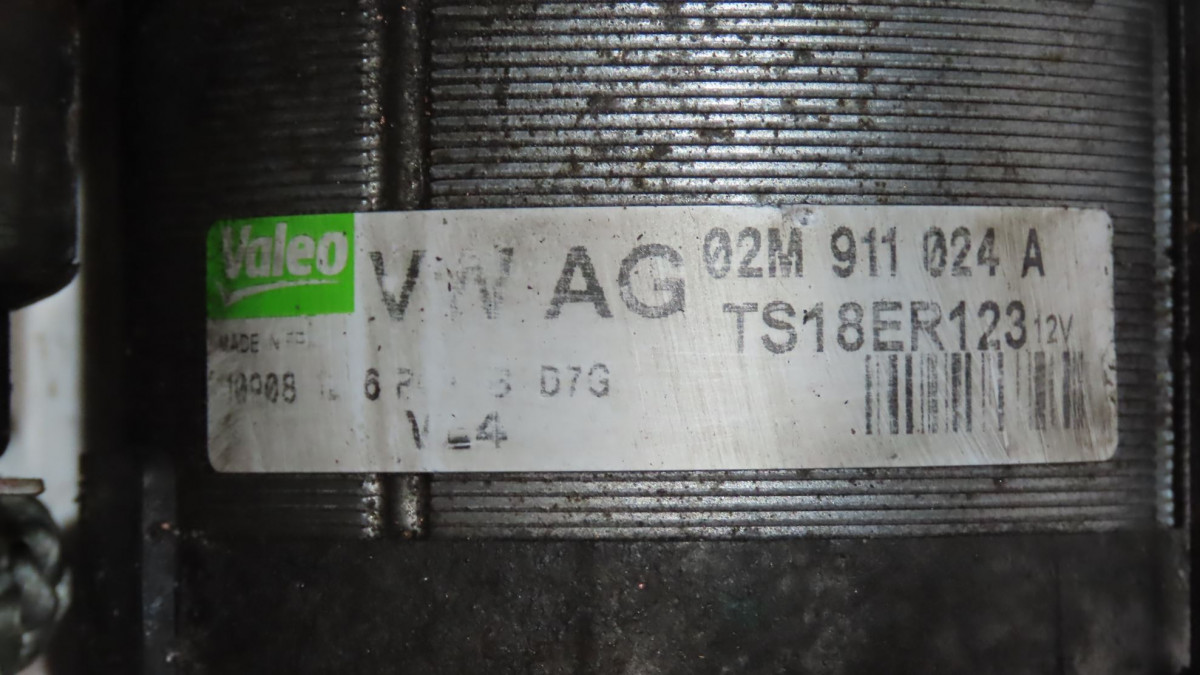 Valeo VW AG 02M 911 024 A
TS18ER123 12V
MADE IN
D7G